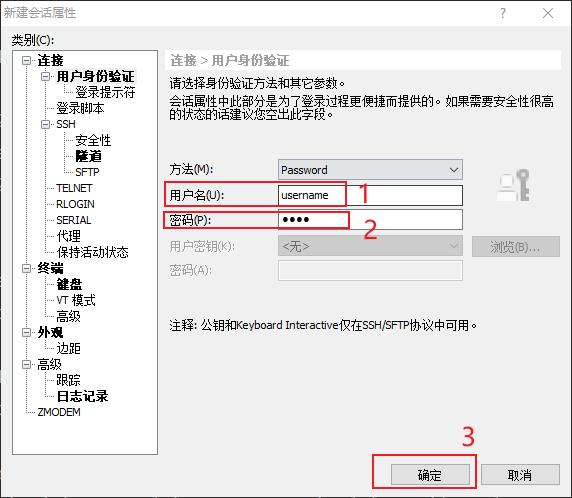 新建会话属性
?
类别(C):
连接
用户身份验证
登录提示符
登录脚本
SSH
安全性
隧道
SFTP
TELNET
RLOGIN
SERIAL
代理
保持活动状态
终端
键盘
VT 模式
高级
外观
边距
高级
跟踪
日志记录
ZMODEM
连接 > 用户身份验证
请选择身份验证方法和其它参数。
会话属性中此部分是为了登录过程更便捷而提供的。如果需要安全性很高
的状态的话建议您空出此字段。
方法(M): Password
用户名(U): username 1
密码(P): ●●●● 2
用户密钥(K): <无> 浏览(B)...
密码(A):
注释: 公钥和Keyboard Interactive仅在SSH/SFTP协议中可用。
3
确定 取消